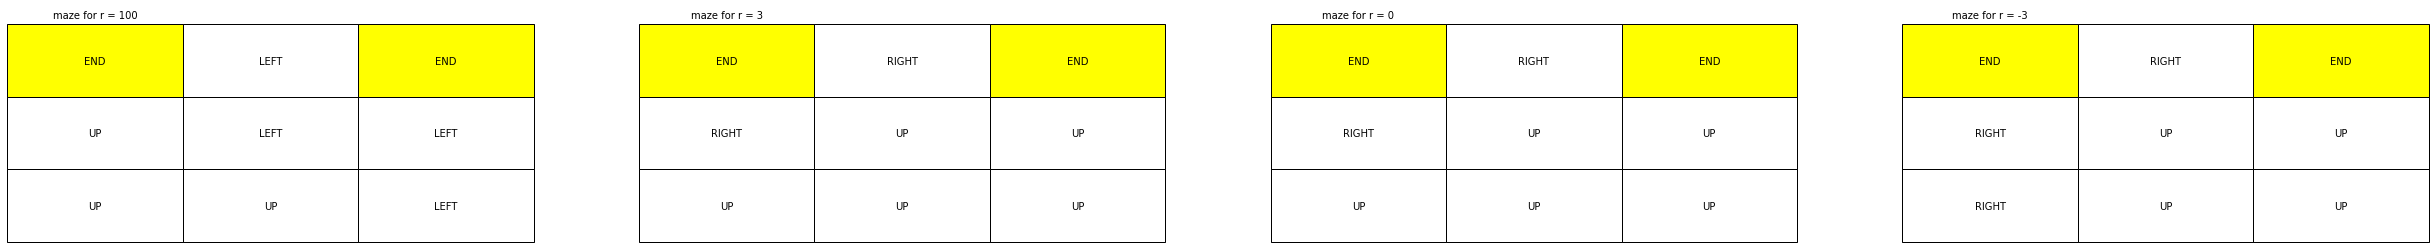 maze for r = 100
END LEFT END
UP LEFT LEFT
UP UP LEFT
maze for r = 3
END RIGHT END
RIGHT UP UP
UP UP UP
maze for r = 0
END RIGHT END
RIGHT UP UP
UP UP UP
maze for r = -3
END RIGHT END
RIGHT UP UP
RIGHT UP UP